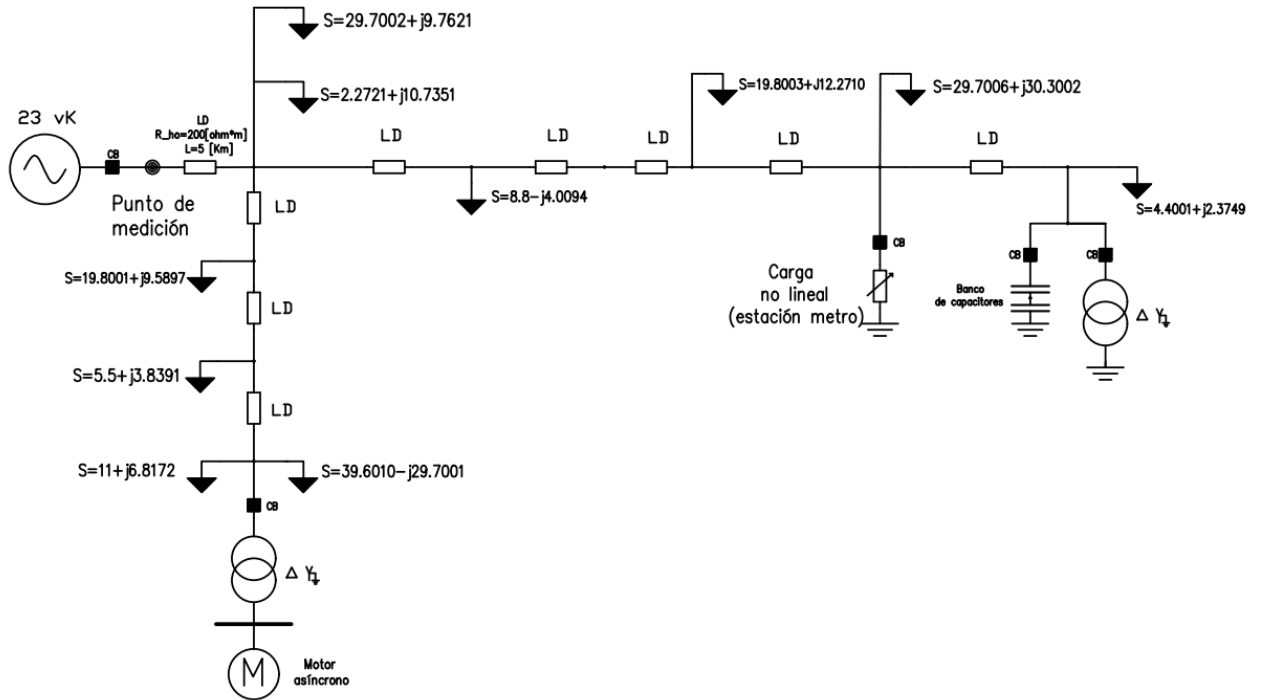 S=29.7002+j9.7621
S=2.2721+j10.7351
S=19.8003+J12.2710
S=29.7006+j30.3002
23 vK
LD
R_ho=200[ohm*m]
L=5 [Km]
CB
LD
LD
LD
LD
LD
Punto de
medición
LD
S=8.8-j4.0094
S=4.4001+j2.3749
S=19.8001+j9.5897
CB
CB
CB
Carga
no lineal
(estación metro)
Banco
de capacitores
Δ Y
LD
S=5.5+j3.8391
LD
S=11+j6.8172
S=39.6010-j29.7001
CB
Δ Y
M
Motor
asíncrono